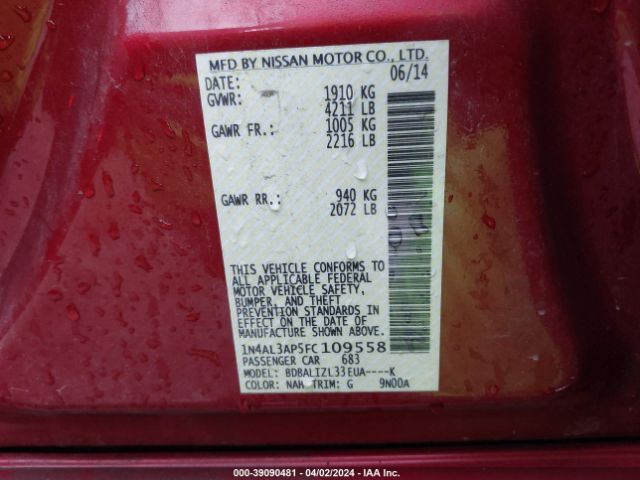 MFD BY NISSAN MOTOR CO., LTD.
DATE: 06/14
GVWR: 1910 KG
4211 LB
GAWR FR.: 1005 KG
2216 LB
GAWR RR.: 940 KG
2072 LB
THIS VEHICLE CONFORMS TO
ALL APPLICABLE FEDERAL
MOTOR VEHICLE SAFETY,
BUMPER, AND THEFT
PREVENTION STANDARDS IN
EFFECT ON THE DATE OF
MANUFACTURE SHOWN ABOVE.
1N4AL3AP5FC109558
PASSENGER CAR 683
MODEL: BDBALIZL33EUA----K
COLOR: NAH TRIM: G 9N00A
000-39090481 - 04/02/2024 - IAA Inc.